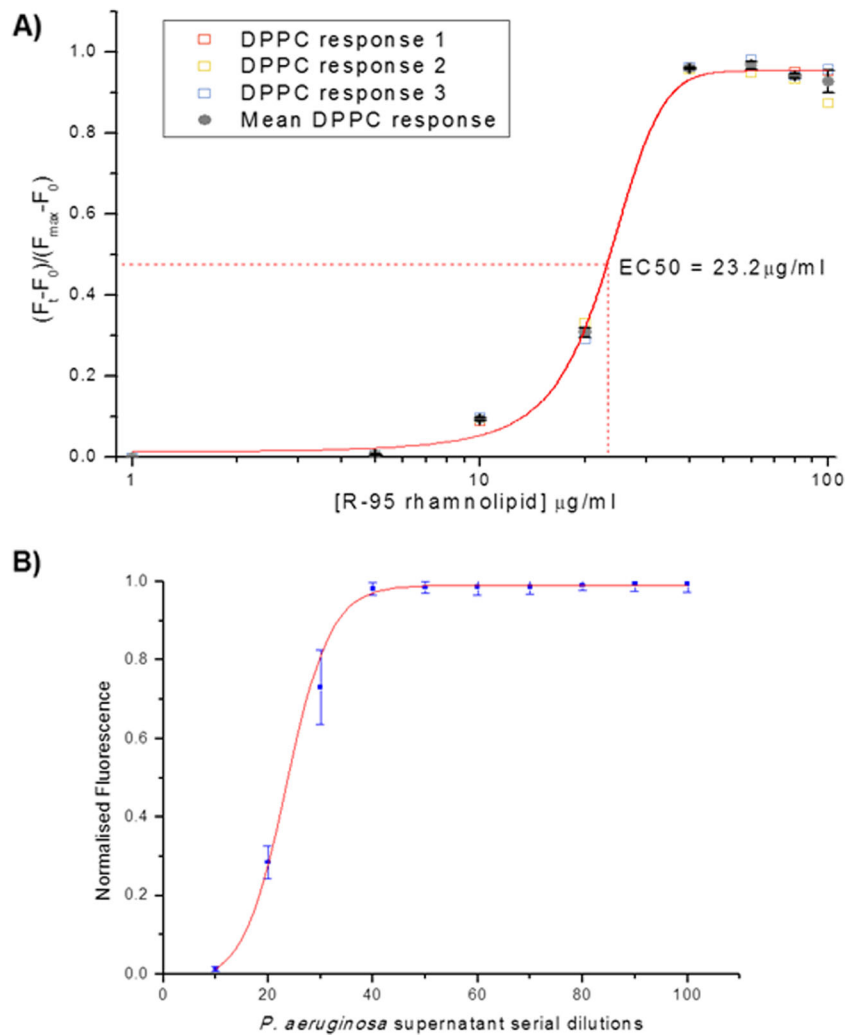 A)
DPPC response 1
DPPC response 2
DPPC response 3
Mean DPPC response
(Ft-F0)/(Fmax-F0)
1.0
0.8
0.6
0.4
0.2
0.0
EC50 = 23.2µg/ml
1
10
100
[R-95 rhamnolipid] µg/ml
B)
Normalised Fluorescence
1.0
0.8
0.6
0.4
0.2
0.0
0
20
40
60
80
100
P. aeruginosa supernatant serial dilutions